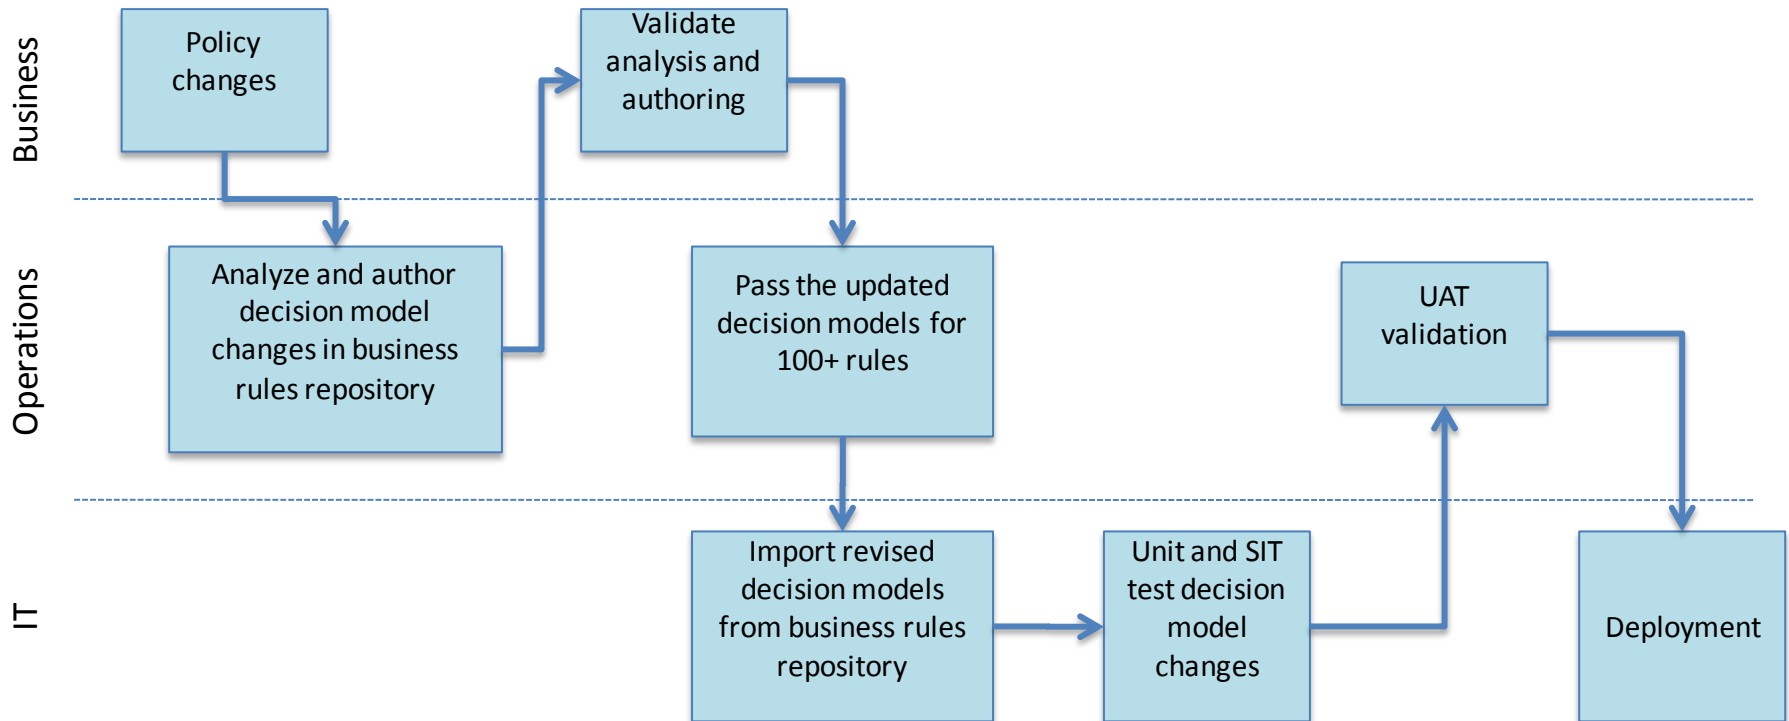 Business
Policy
changes
Validate
analysis and
authoring
Operations
Analyze and author
decision model
changes in business
rules repository
Pass the updated
decision models for
100+ rules
UAT
validation
IT
Import revised
decision models
from business rules
repository
Unit and SIT
test decision
model
changes
Deployment